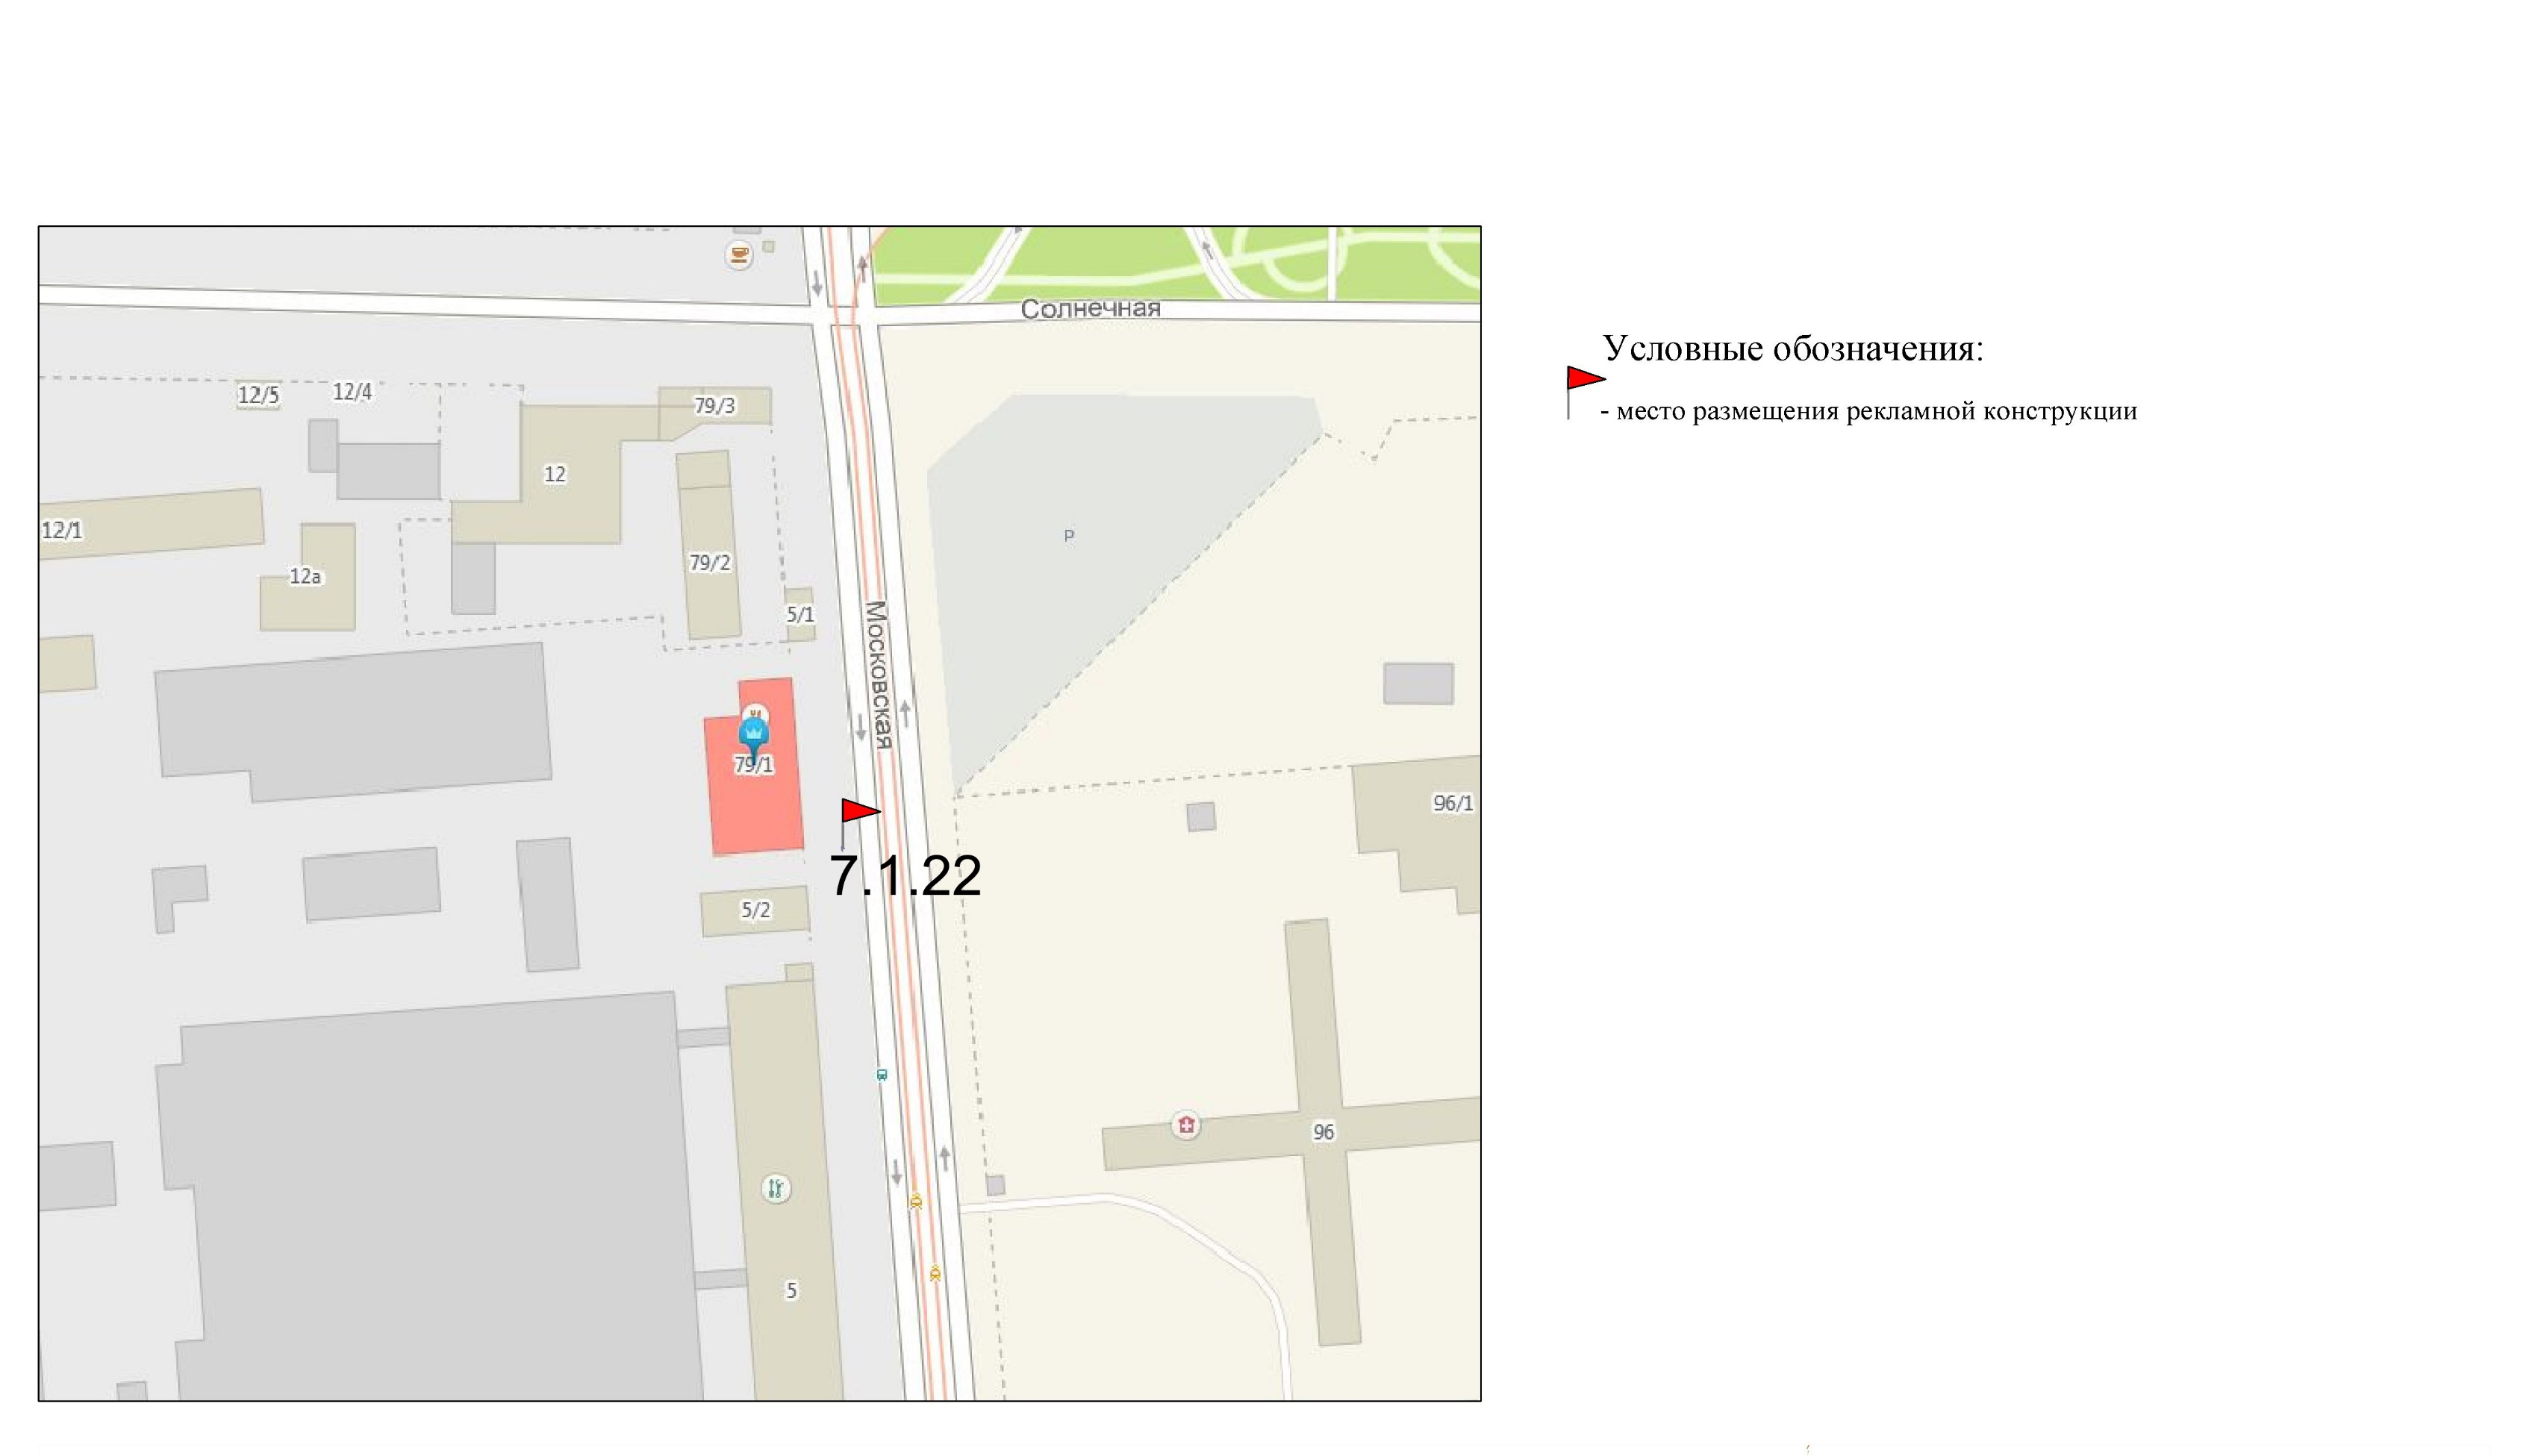 Солнечная
Условные обозначения:
- место размещения рекламной конструкции
12/5
12/4
79/3
12
12/1
79/2
12а
5/1
Р
Московская
79/1
96/1
7.1.22
5/2
96
5